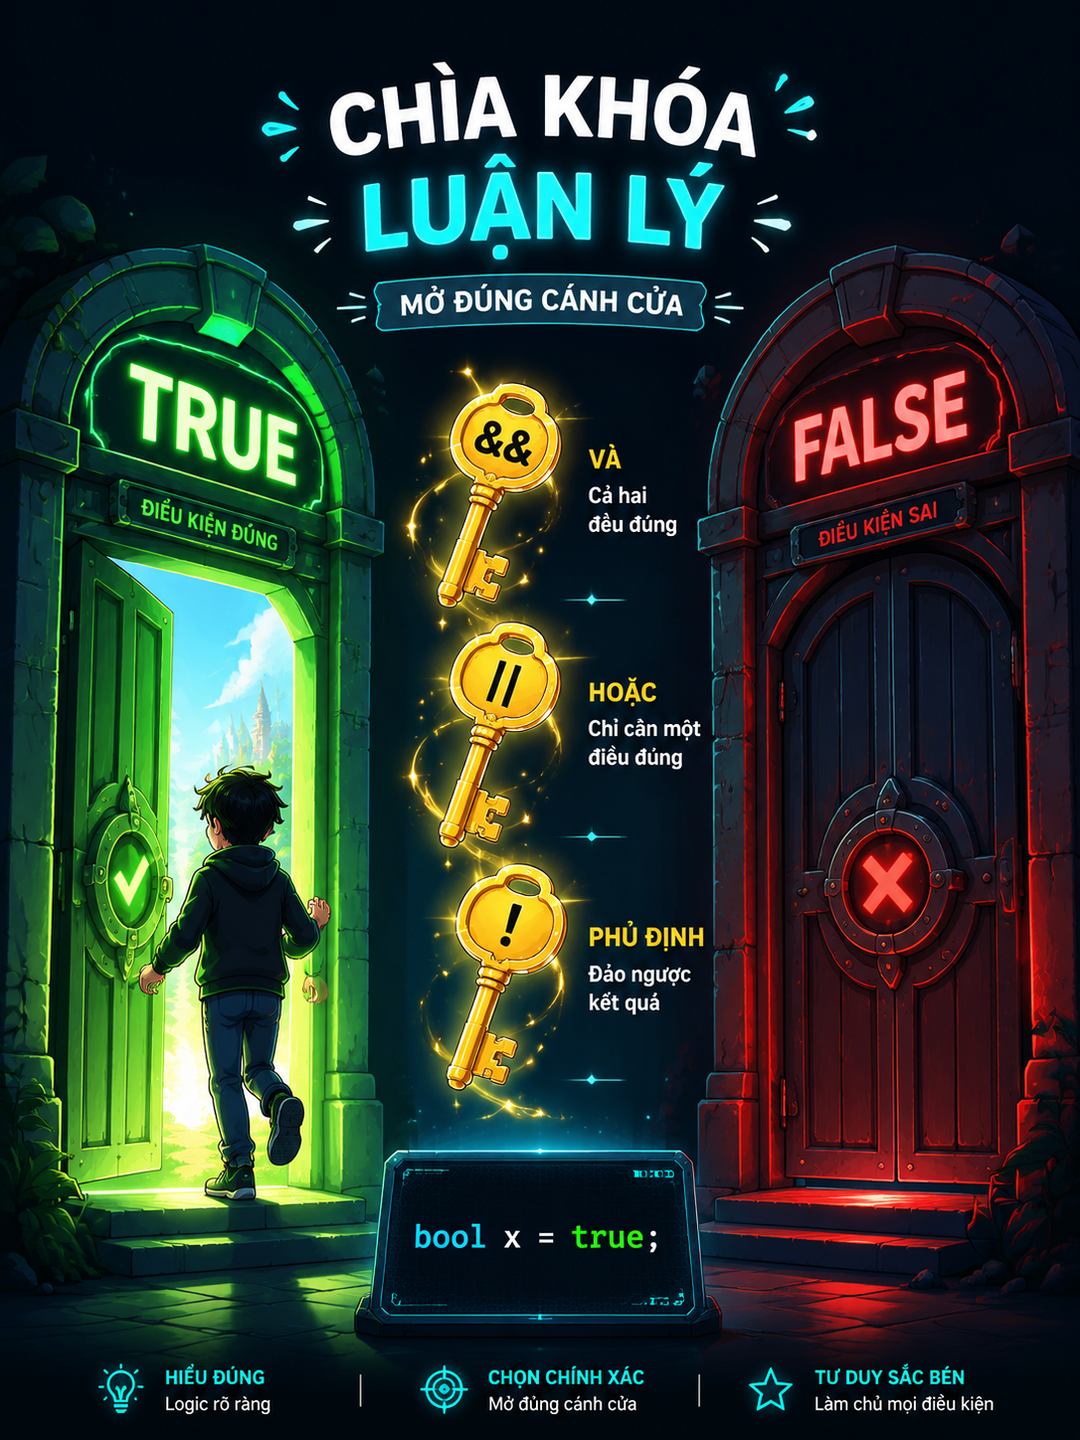 CHÌA KHÓA
LUẬN LÝ
MỞ ĐÚNG CÁNH CỬA
TRUE
ĐIỀU KIỆN ĐÚNG
FALSE
ĐIỀU KIỆN SAI
&&
VÀ
Cả hai
đều đúng
||
HOẶC
Chỉ cần một
điều đúng
!
PHỦ ĐỊNH
Đảo ngược
kết quả
bool x = true;
HIỂU ĐÚNG
Logic rõ ràng
CHỌN CHÍNH XÁC
Mở đúng cánh cửa
TƯ DUY SẮC BÉN
Làm chủ mọi điều kiện